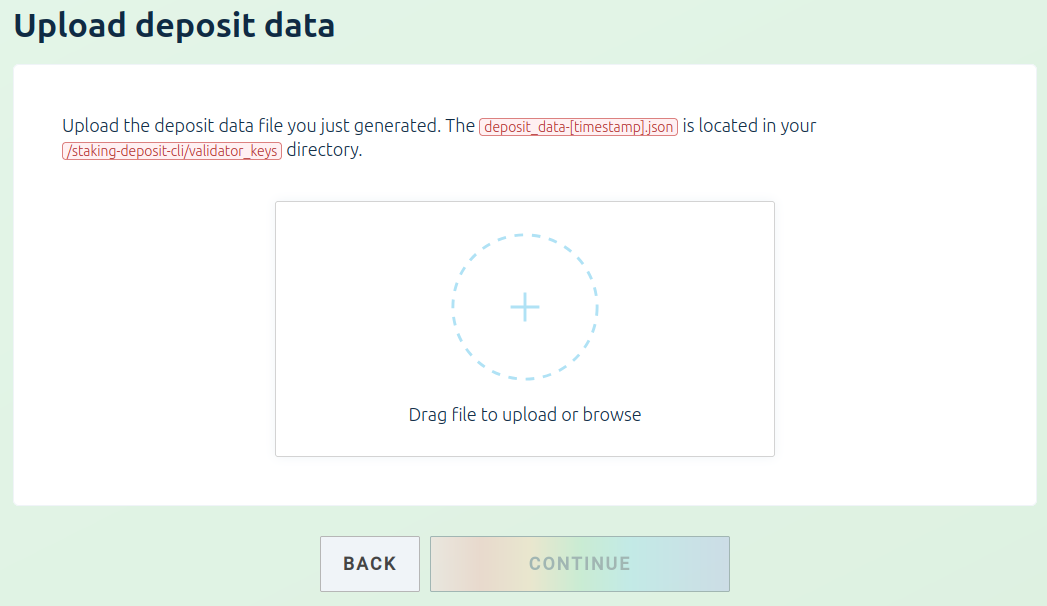 Upload deposit data
Upload the deposit data file you just generated. The deposit_data-[timestamp].json is located in your
/staking-deposit-cli/validator_keys directory.
Drag file to upload or browse
BACK
CONTINUE